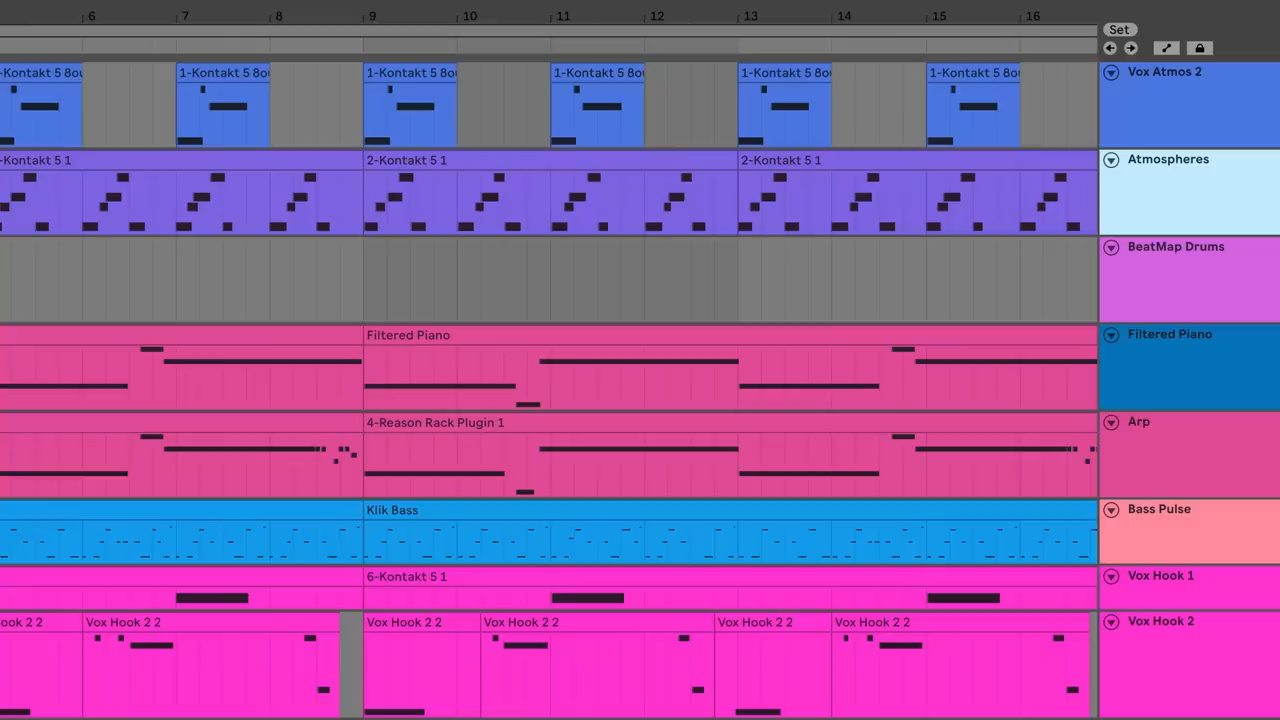 6 7 8 9 10 11 12 13 14 15 16
Set
-Kontakt 5 8ou 1-Kontakt 5 8ou 1-Kontakt 5 8ou 1-Kontakt 5 8ou 1-Kontakt 5 8ou 1-Kontakt 5 8ou Vox Atmos 2
-Kontakt 5 1 2-Kontakt 5 1 2-Kontakt 5 1 Atmospheres
BeatMap Drums
Filtered Piano Filtered Piano
4-Reason Rack Plugin 1 Arp
Klik Bass Bass Pulse
6-Kontakt 5 1 Vox Hook 1
ook 2 2 Vox Hook 2 2 Vox Hook 2 2 Vox Hook 2 2 Vox Hook 2 2 Vox Hook 2 2 Vox Hook 2